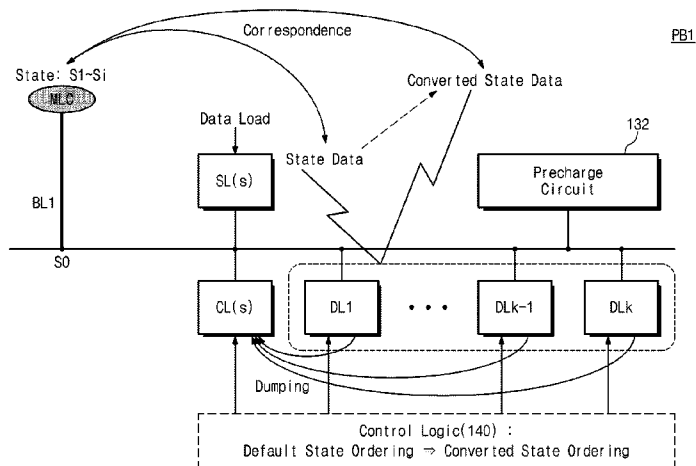 Correspondence
PB1
State: S1~Si
Converted State Data
MLC
Data Load
132
State Data
SL(s)
Precharge
Circuit
BL1
SO
CL(s)
DL1
• • •
DLk-1
DLk
Dumping
Control Logic(140) :
Default State Ordering ⇒ Converted State Ordering